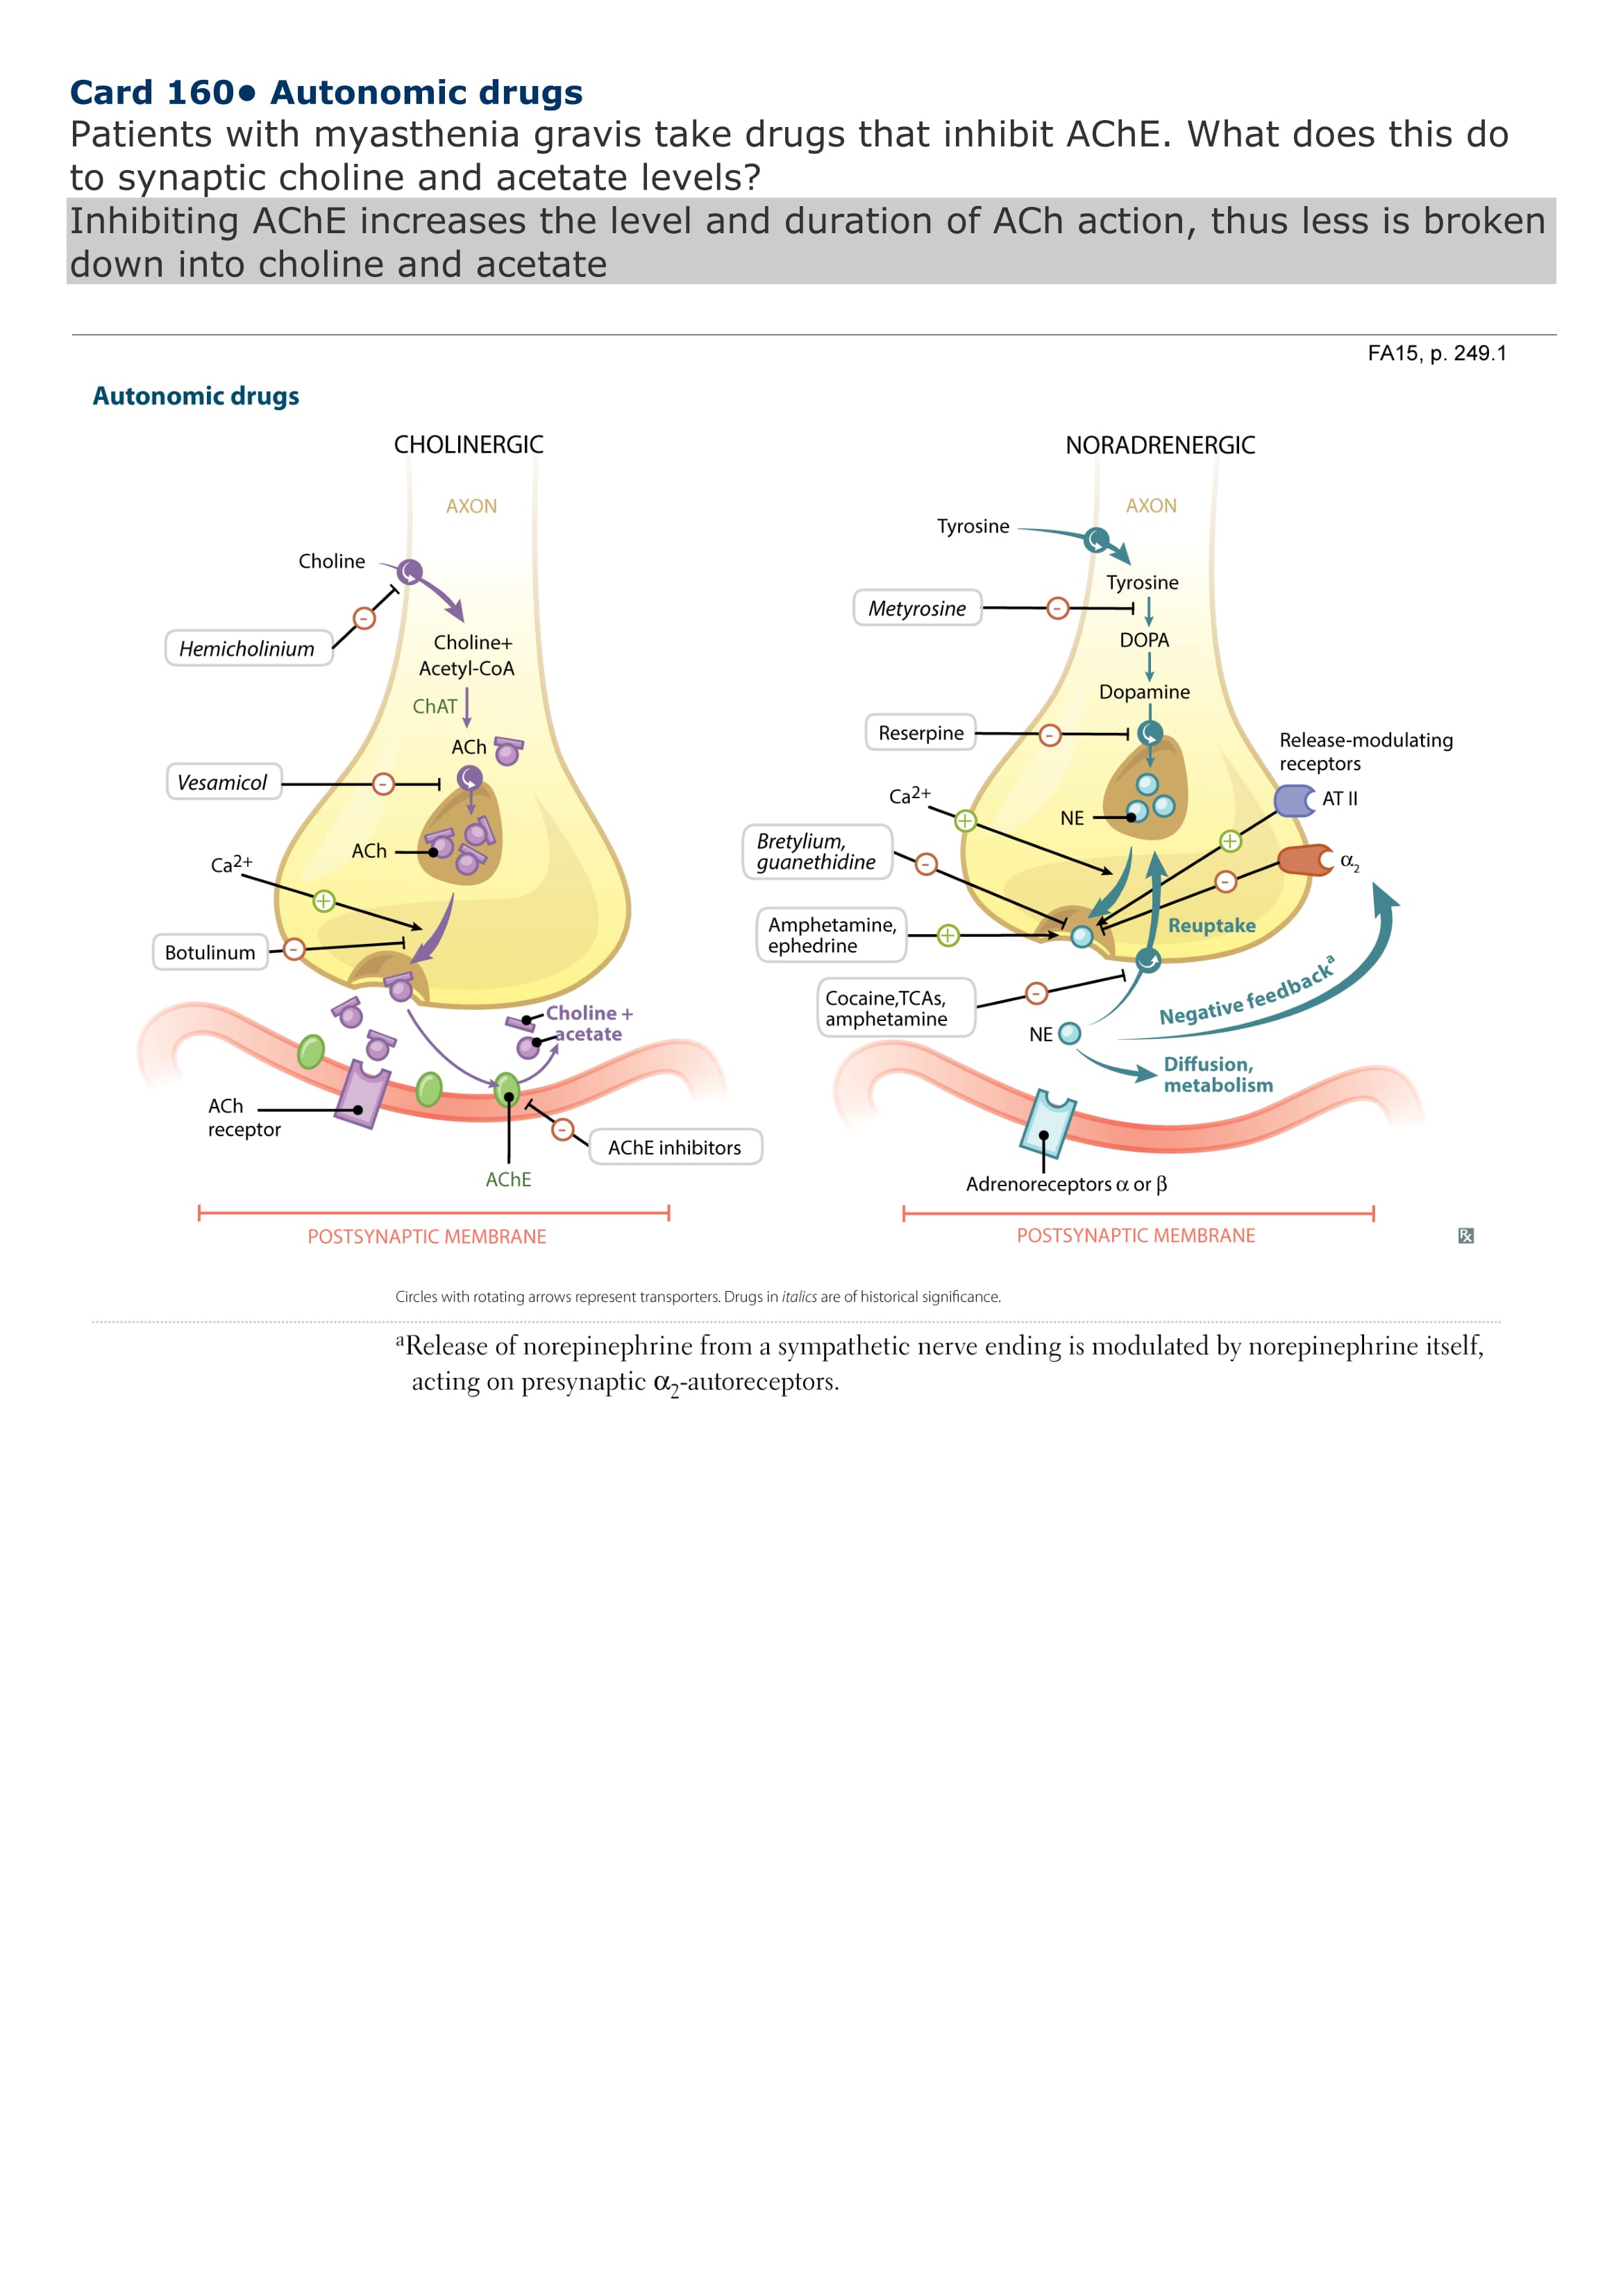 Card 160• Autonomic drugs
Patients with myasthenia gravis take drugs that inhibit AChE. What does this do
to synaptic choline and acetate levels?
Inhibiting AChE increases the level and duration of ACh action, thus less is broken
down into choline and acetate
FA15, p. 249.1
Autonomic drugs
CHOLINERGIC
AXON
Choline
Hemicholinium
Choline+
Acetyl-CoA
ChAT
ACh
Vesamicol
ACh
Ca2+
Botulinum
Choline +
acetate
ACh
receptor
AChE inhibitors
AChE
POSTSYNAPTIC MEMBRANE
NORADRENERGIC
AXON
Tyrosine
Tyrosine
Metyrosine
DOPA
Dopamine
Reserpine
Release-modulating
receptors
AT II
Ca2+
NE
Bretylium,
guanethidine
α2
Amphetamine,
ephedrine
Reuptake
Cocaine,TCAs,
amphetamine
Negative feedbacka
NE
Diffusion,
metabolism
Adrenoreceptors α or β
POSTSYNAPTIC MEMBRANE
Rx
Circles with rotating arrows represent transporters. Drugs in italics are of historical significance.
aRelease of norepinephrine from a sympathetic nerve ending is modulated by norepinephrine itself,
acting on presynaptic α2-autoreceptors.